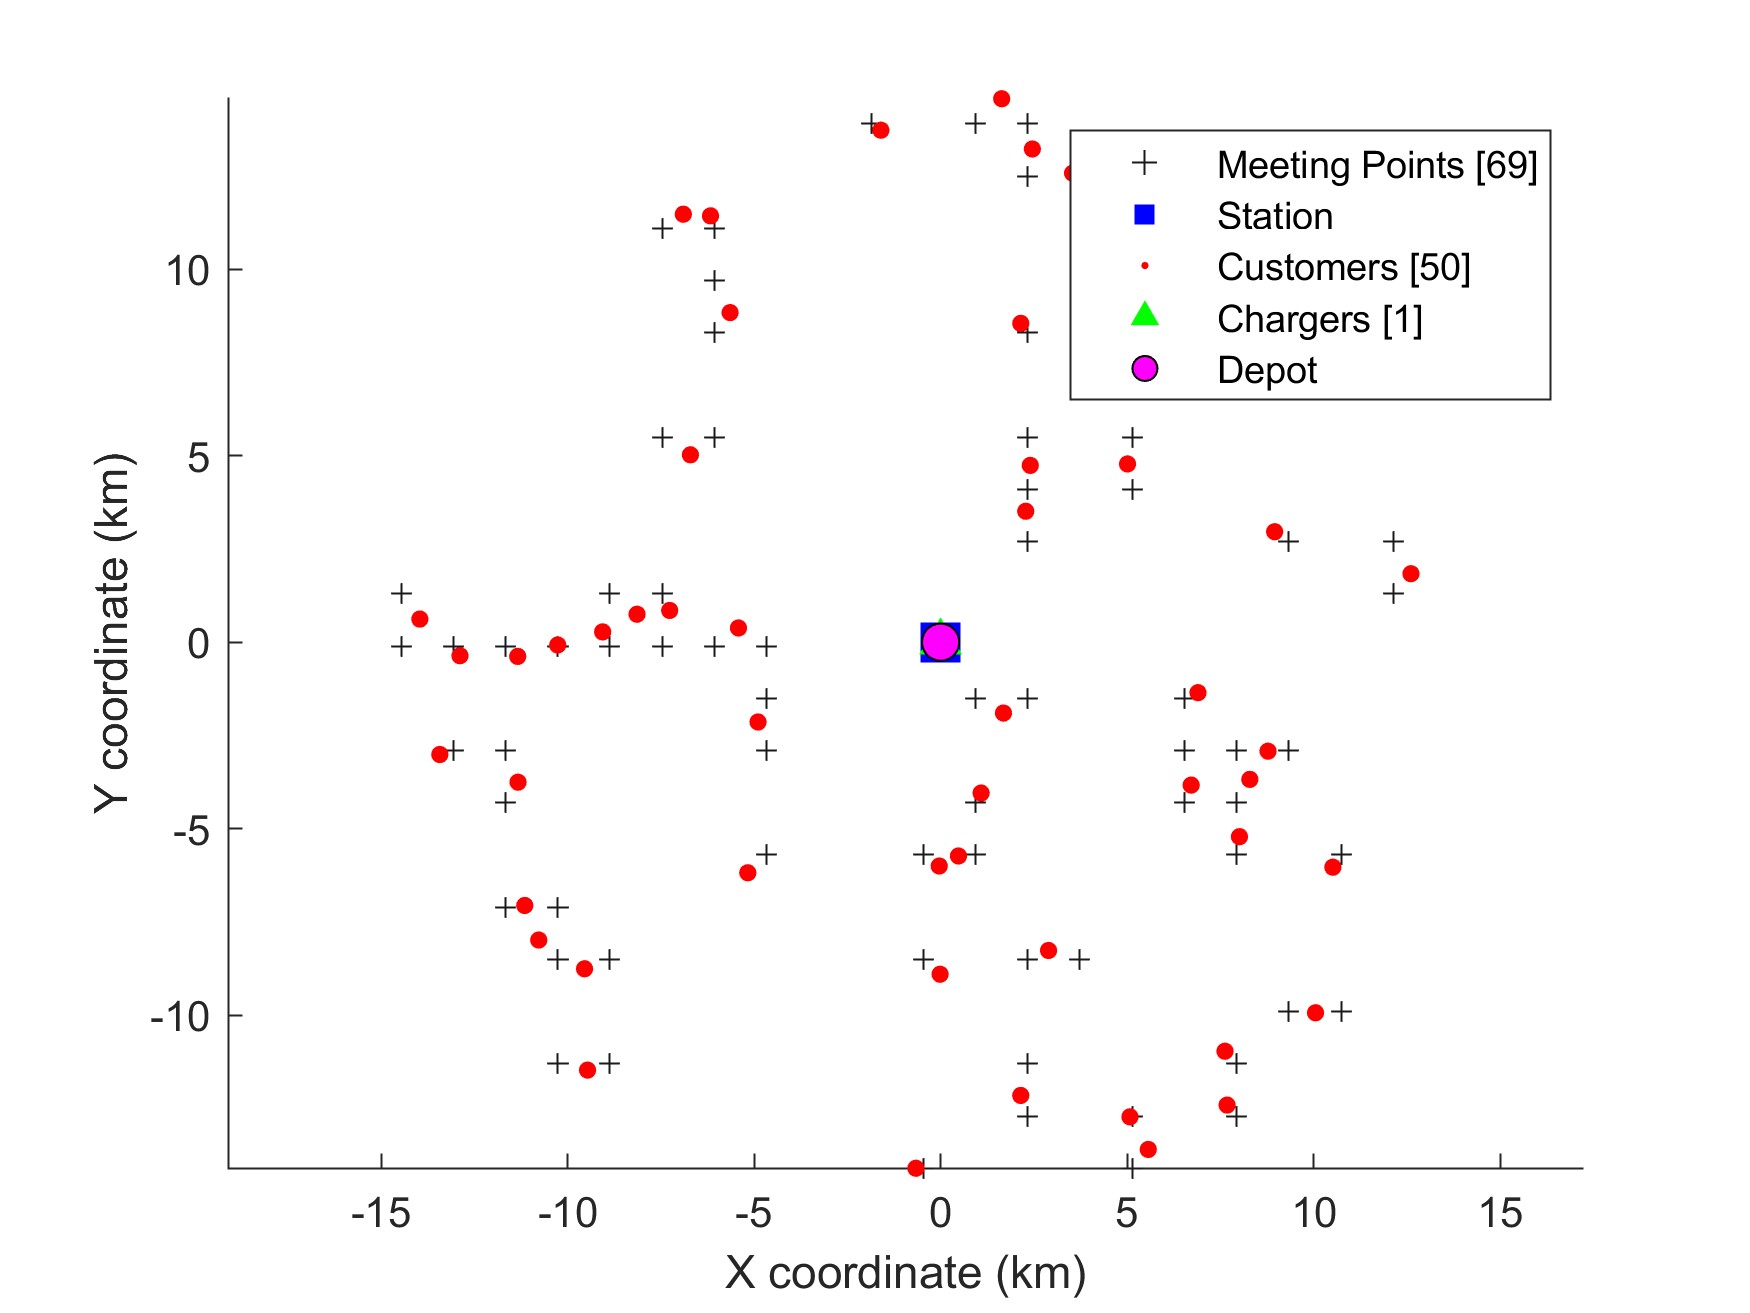 Meeting Points [69]
Station
Customers [50]
Chargers [1]
Depot
10
5
0
-5
-10
Y coordinate (km)
-15
-10
-5
0
5
10
15
X coordinate (km)